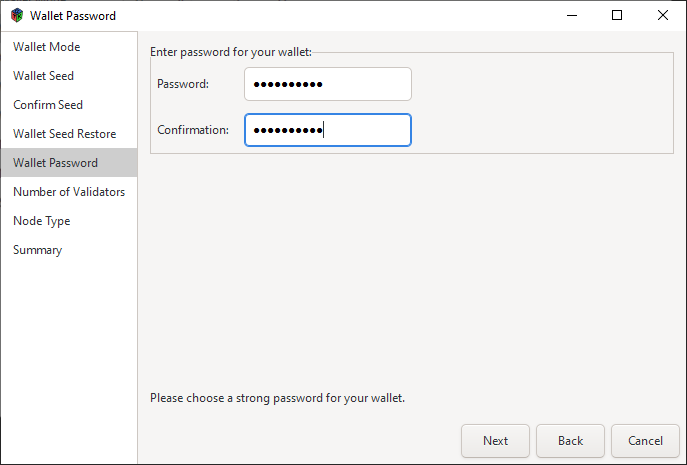 Wallet Password
Wallet Mode
Wallet Seed
Confirm Seed
Wallet Seed Restore
Wallet Password
Number of Validators
Node Type
Summary
Enter password for your wallet:
Password: ●●●●●●●●●●
Confirmation: ●●●●●●●●●●
Please choose a strong password for your wallet.
Next Back Cancel